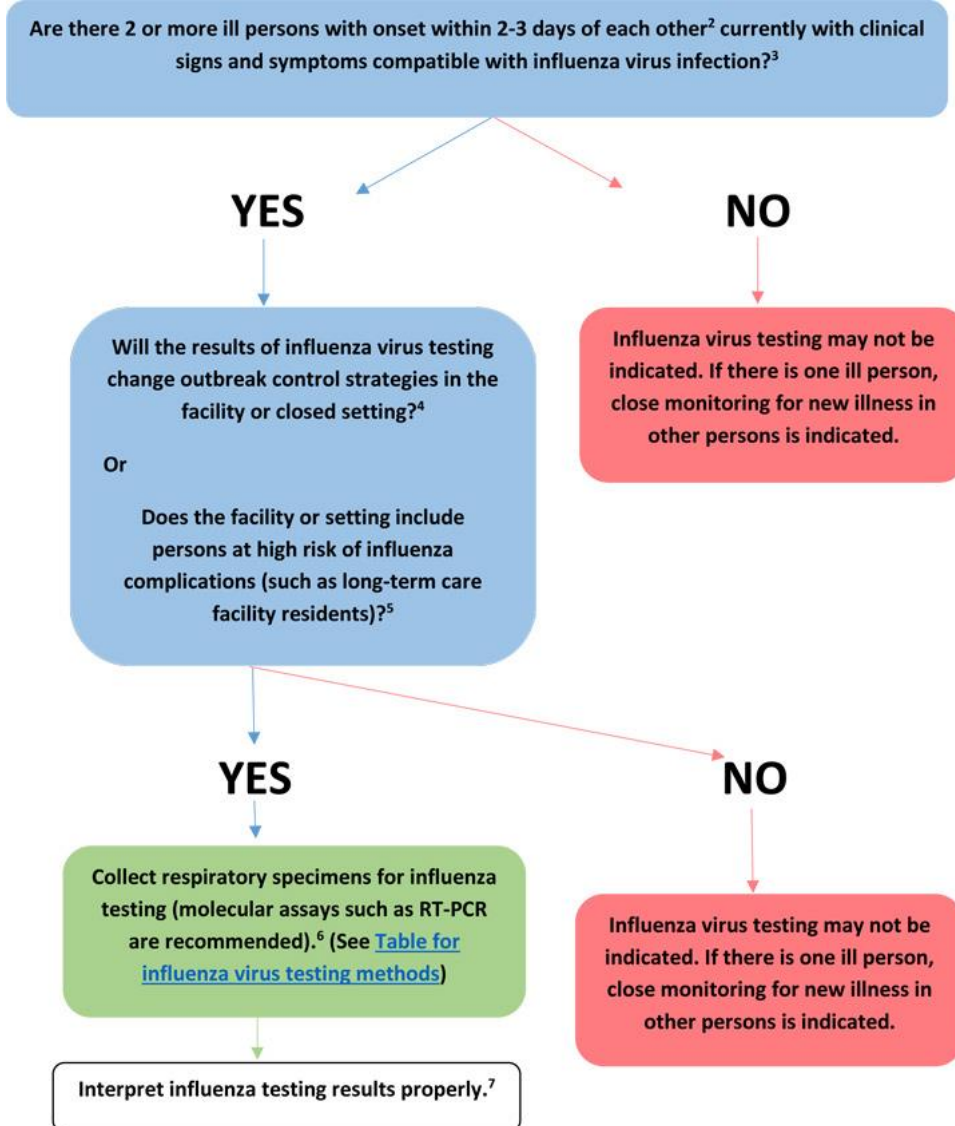 Are there 2 or more ill persons with onset within 2-3 days of each other² currently with clinical
signs and symptoms compatible with influenza virus infection?³
YES
NO
Will the results of influenza virus testing
change outbreak control strategies in the
facility or closed setting?⁴
Or
Does the facility or setting include
persons at high risk of influenza
complications (such as long-term care
facility residents)?⁵
Influenza virus testing may not be
indicated. If there is one ill person,
close monitoring for new illness in
other persons is indicated.
YES
NO
Collect respiratory specimens for influenza
testing (molecular assays such as RT-PCR
are recommended).⁶ (See Table for
influenza virus testing methods)
Influenza virus testing may not be
indicated. If there is one ill person,
close monitoring for new illness in
other persons is indicated.
Interpret influenza testing results properly.⁷